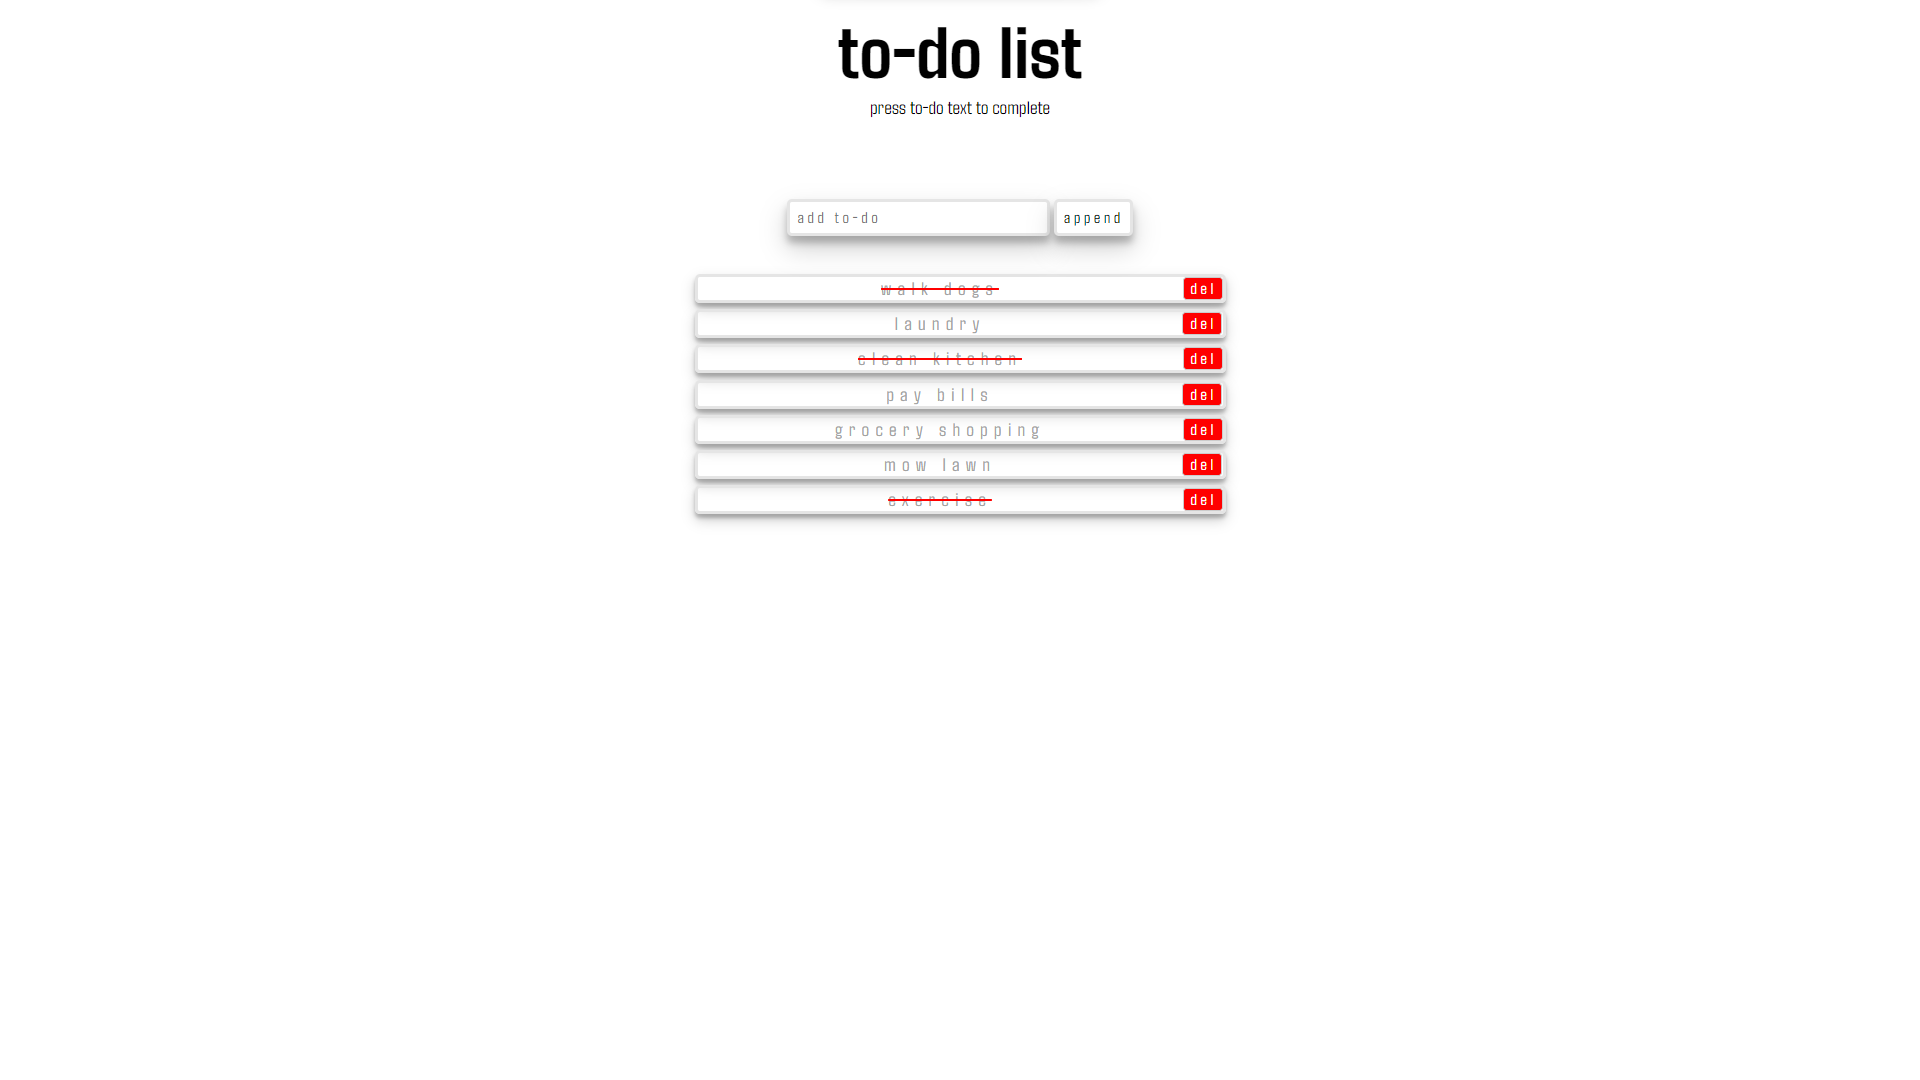 to-do list
press to-do text to complete
add to-do append
walk dogs del
laundry del
clean kitchen del
pay bills del
grocery shopping del
mow lawn del
exercise del